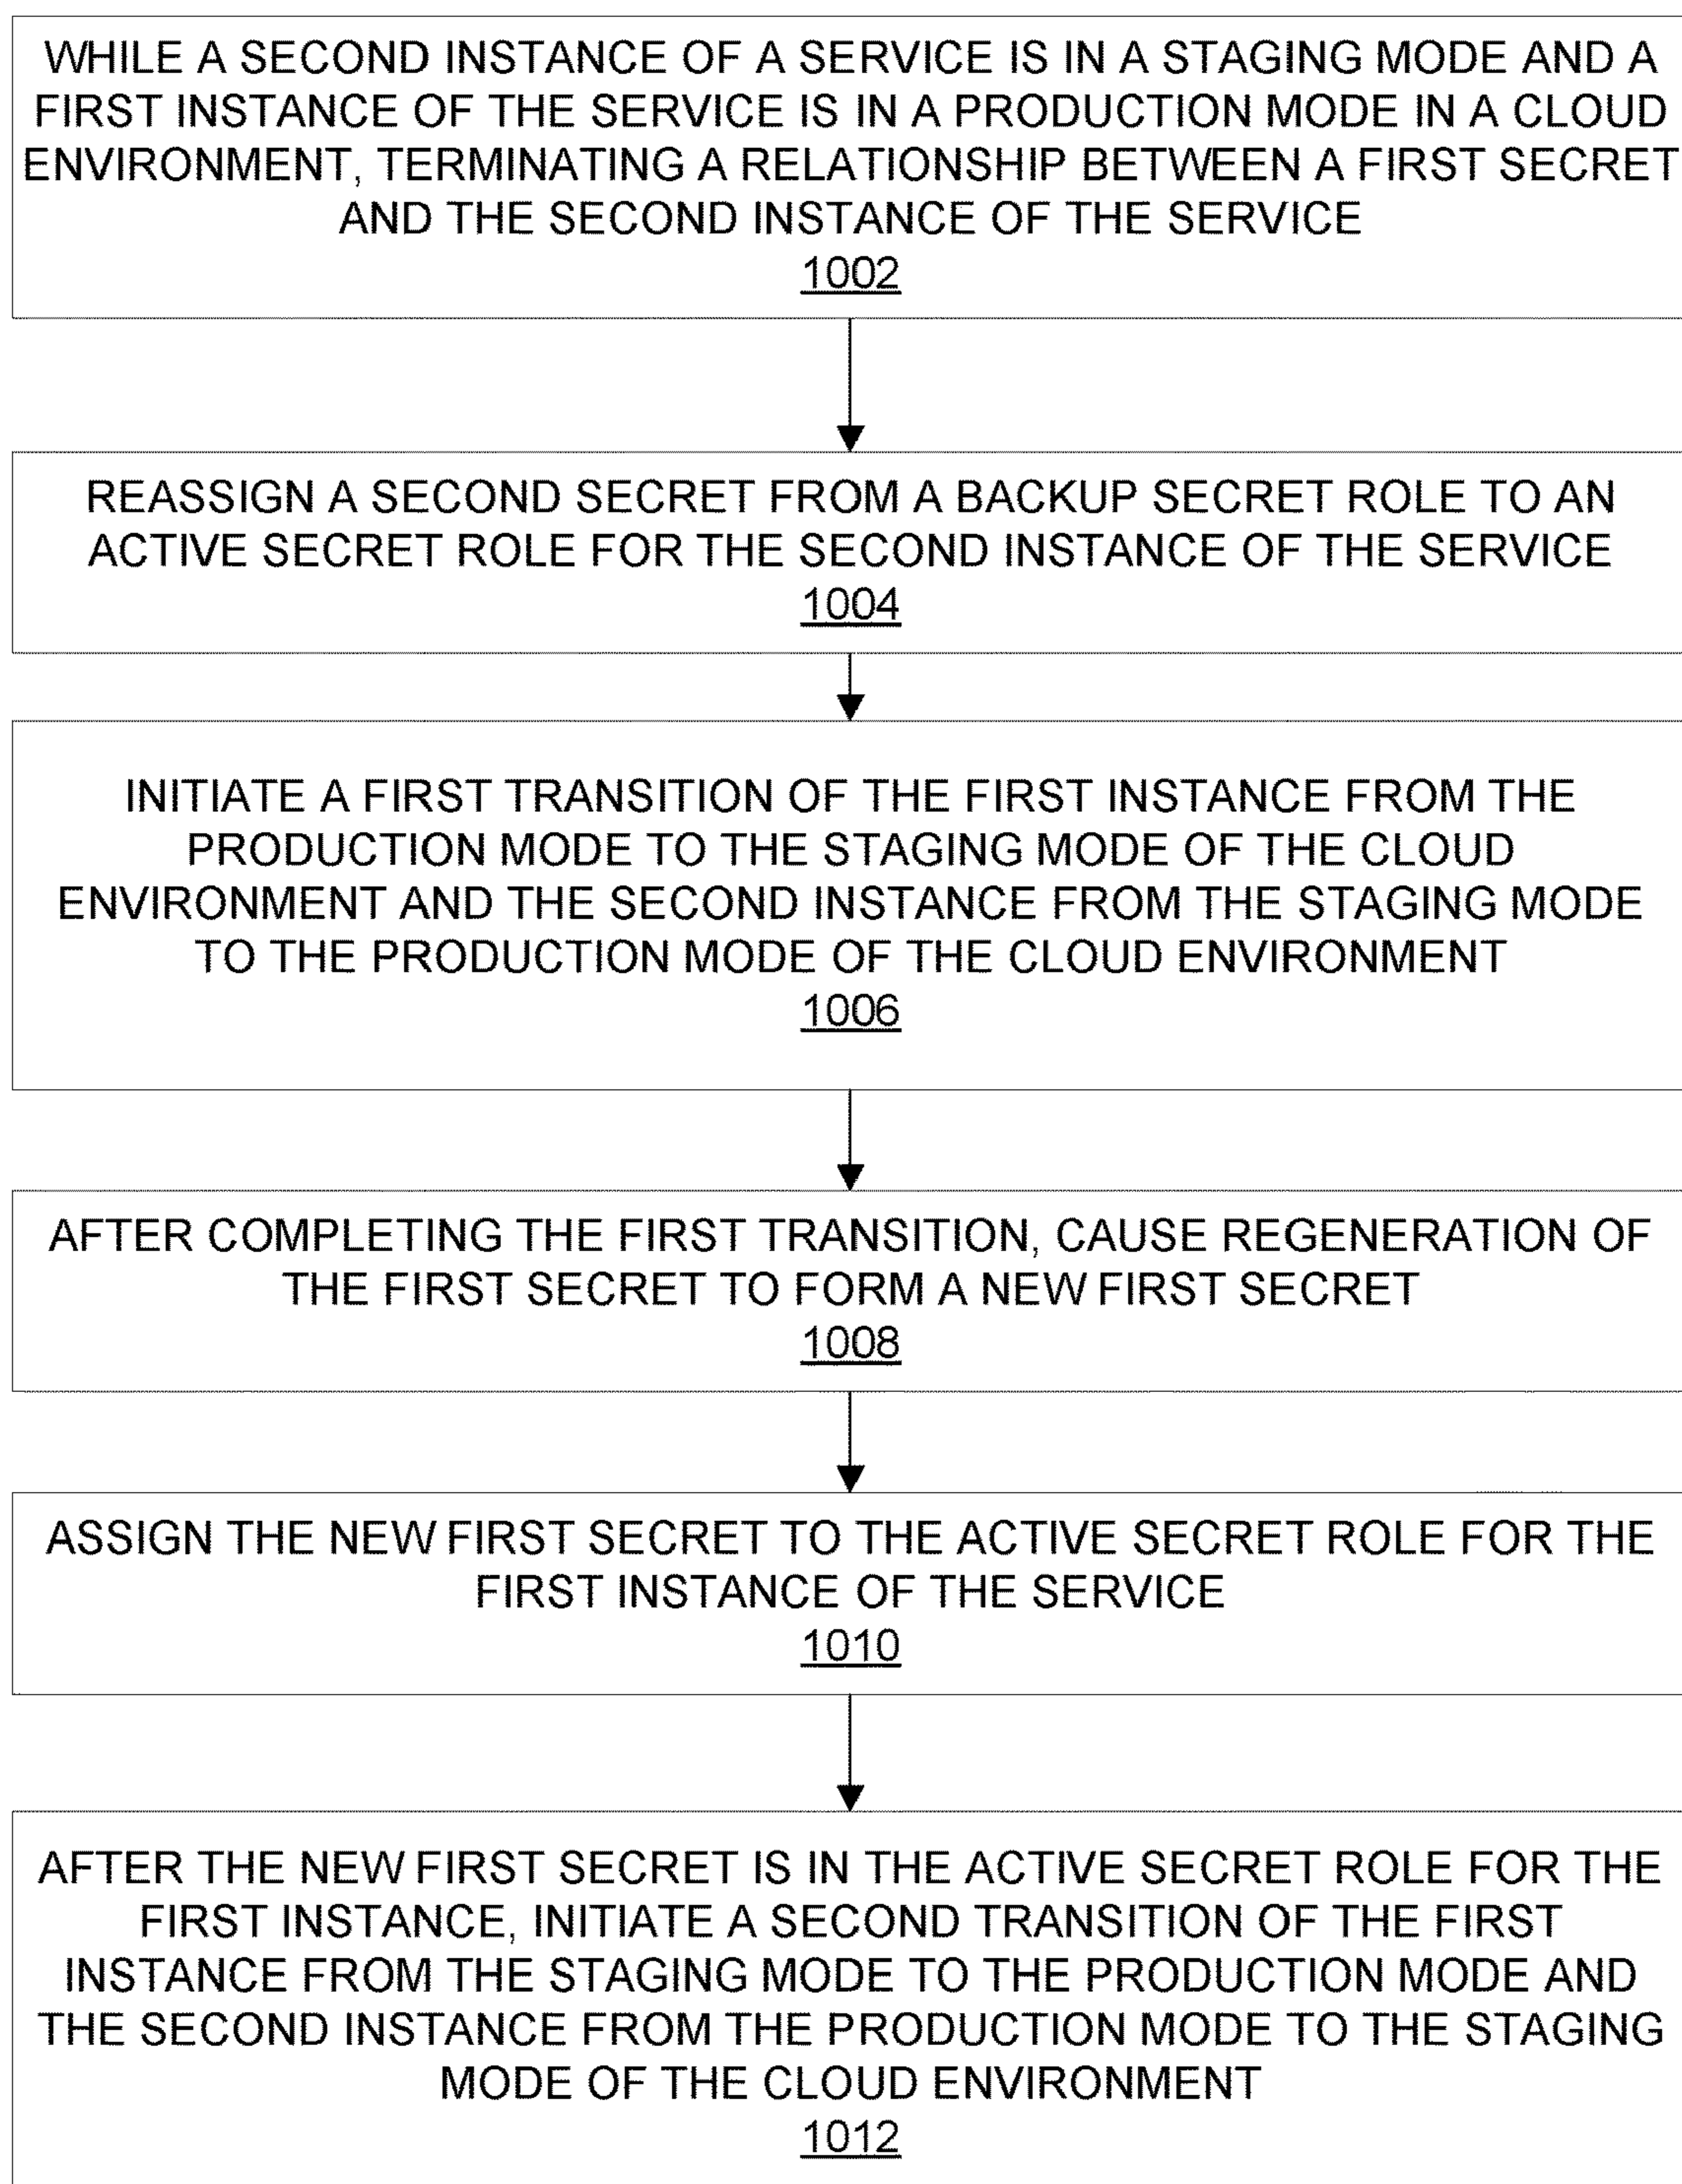 WHILE A SECOND INSTANCE OF A SERVICE IS IN A STAGING MODE AND A
FIRST INSTANCE OF THE SERVICE IS IN A PRODUCTION MODE IN A CLOUD
ENVIRONMENT, TERMINATING A RELATIONSHIP BETWEEN A FIRST SECRET
AND THE SECOND INSTANCE OF THE SERVICE
1002
REASSIGN A SECOND SECRET FROM A BACKUP SECRET ROLE TO AN
ACTIVE SECRET ROLE FOR THE SECOND INSTANCE OF THE SERVICE
1004
INITIATE A FIRST TRANSITION OF THE FIRST INSTANCE FROM THE
PRODUCTION MODE TO THE STAGING MODE OF THE CLOUD
ENVIRONMENT AND THE SECOND INSTANCE FROM THE STAGING MODE
TO THE PRODUCTION MODE OF THE CLOUD ENVIRONMENT
1006
AFTER COMPLETING THE FIRST TRANSITION, CAUSE REGENERATION OF
THE FIRST SECRET TO FORM A NEW FIRST SECRET
1008
ASSIGN THE NEW FIRST SECRET TO THE ACTIVE SECRET ROLE FOR THE
FIRST INSTANCE OF THE SERVICE
1010
AFTER THE NEW FIRST SECRET IS IN THE ACTIVE SECRET ROLE FOR THE
FIRST INSTANCE, INITIATE A SECOND TRANSITION OF THE FIRST
INSTANCE FROM THE STAGING MODE TO THE PRODUCTION MODE AND
THE SECOND INSTANCE FROM THE PRODUCTION MODE TO THE STAGING
MODE OF THE CLOUD ENVIRONMENT
1012